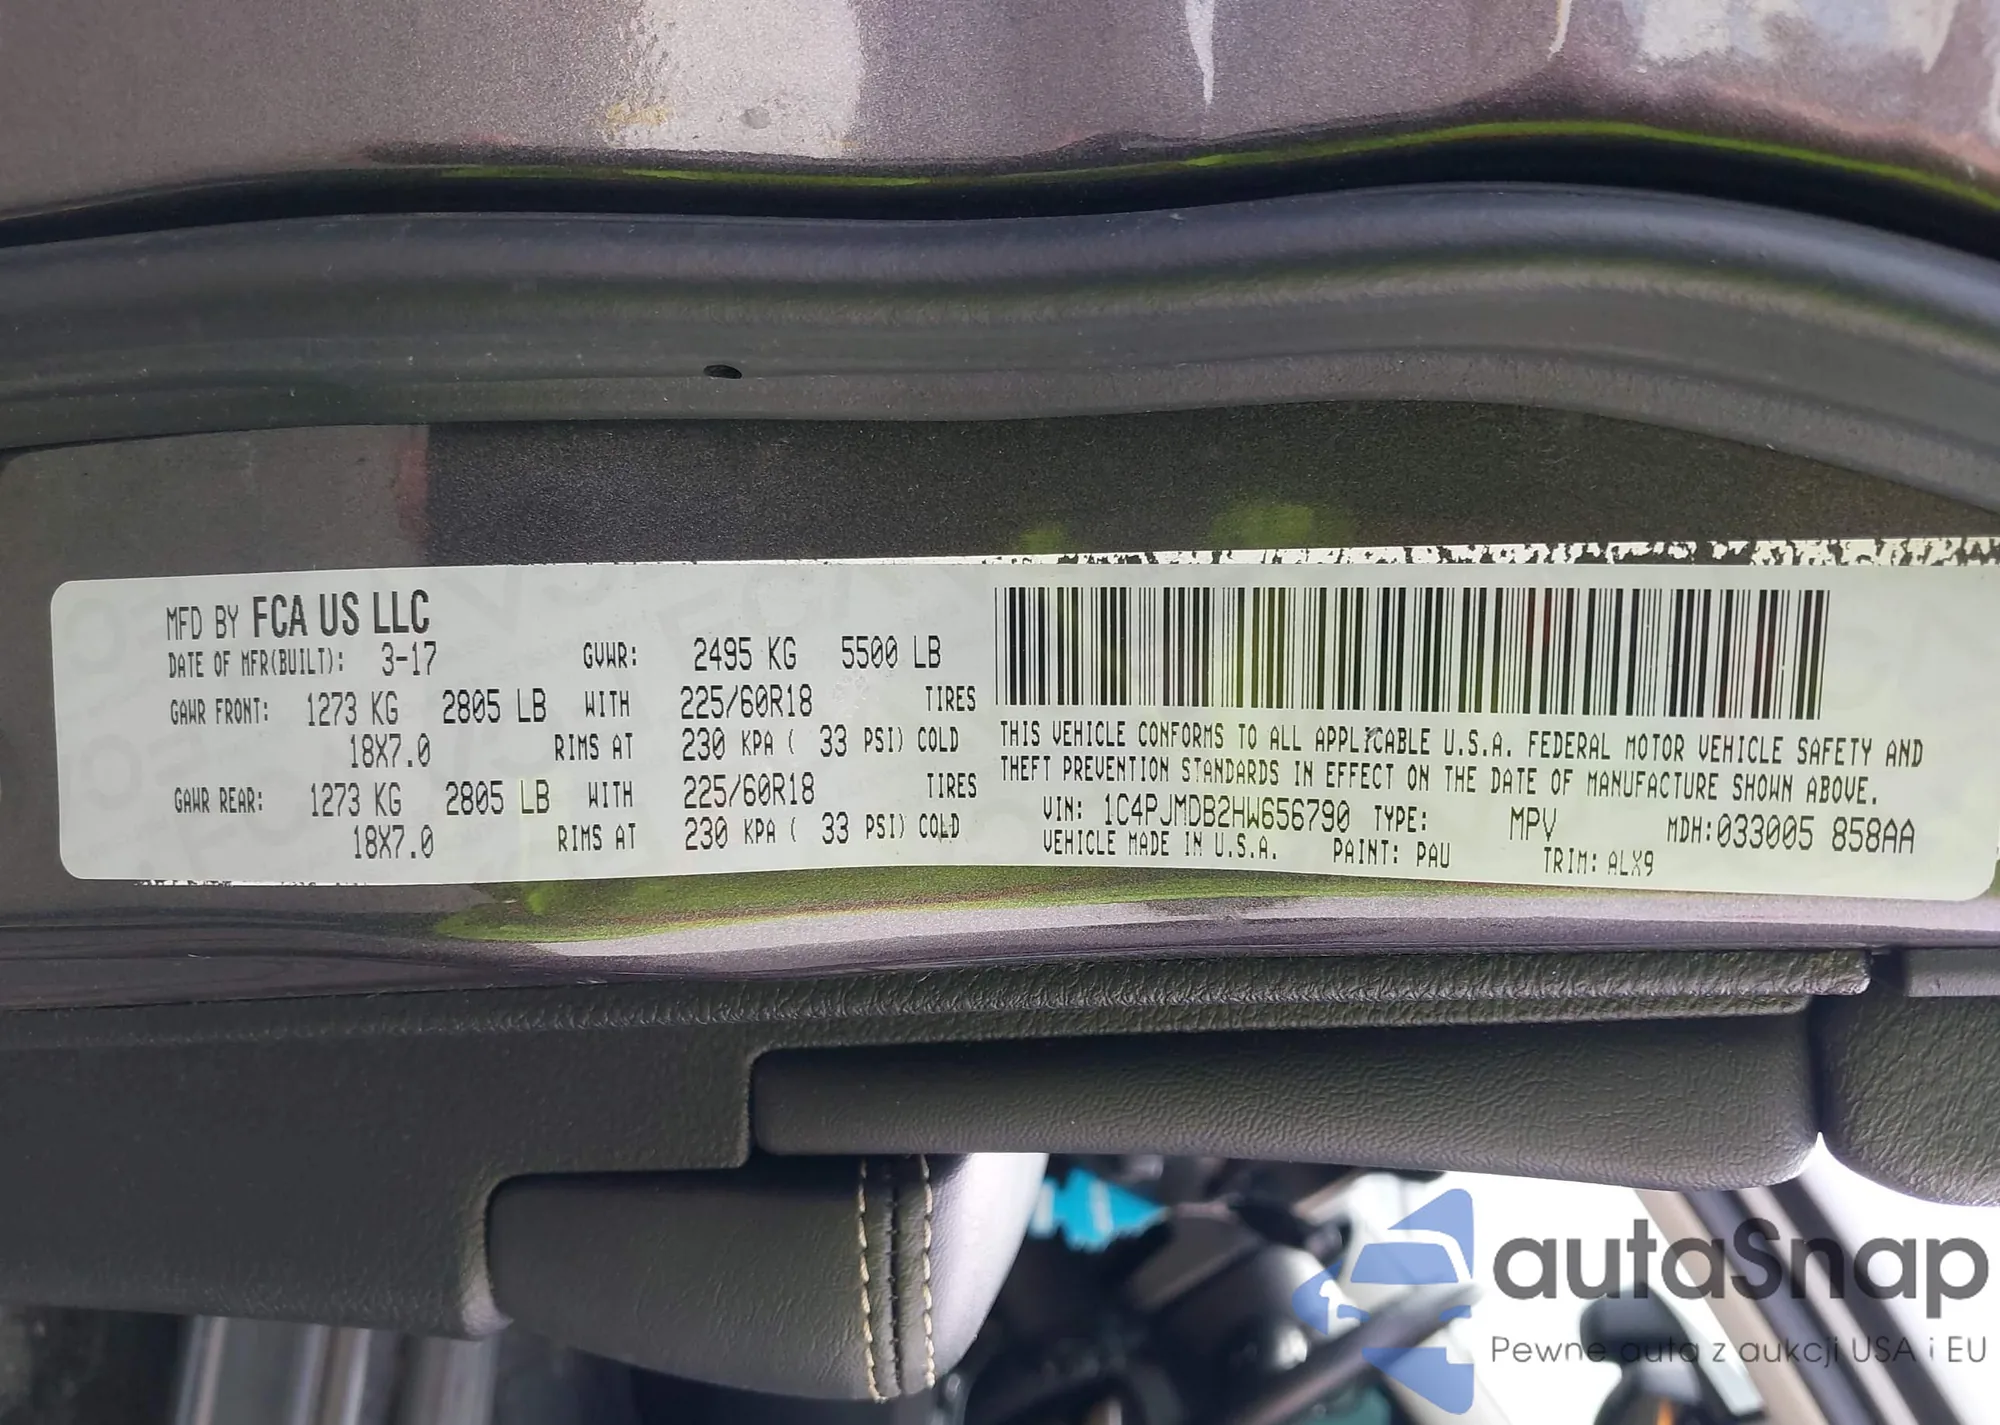 MFD BY FCA US LLC
DATE OF MFR(BUILT): 3-17 GVWR: 2495 KG 5500 LB
GAWR FRONT: 1273 KG 2805 LB WITH 225/60R18 TIRES
18X7.0 RIMS AT 230 KPA ( 33 PSI) COLD
GAWR REAR: 1273 KG 2805 LB WITH 225/60R18 TIRES
18X7.0 RIMS AT 230 KPA ( 33 PSI) COLD
THIS VEHICLE CONFORMS TO ALL APPLICABLE U.S.A. FEDERAL MOTOR VEHICLE SAFETY AND
THEFT PREVENTION STANDARDS IN EFFECT ON THE DATE OF MANUFACTURE SHOWN ABOVE.
VIN: 1C4PJMDB2HW656790 TYPE: MPV MDH:033005 858AA
VEHICLE MADE IN U.S.A. PAINT: PAU TRIM: ALX9
autaSnap
Pewne auta z aukcji USA i EU